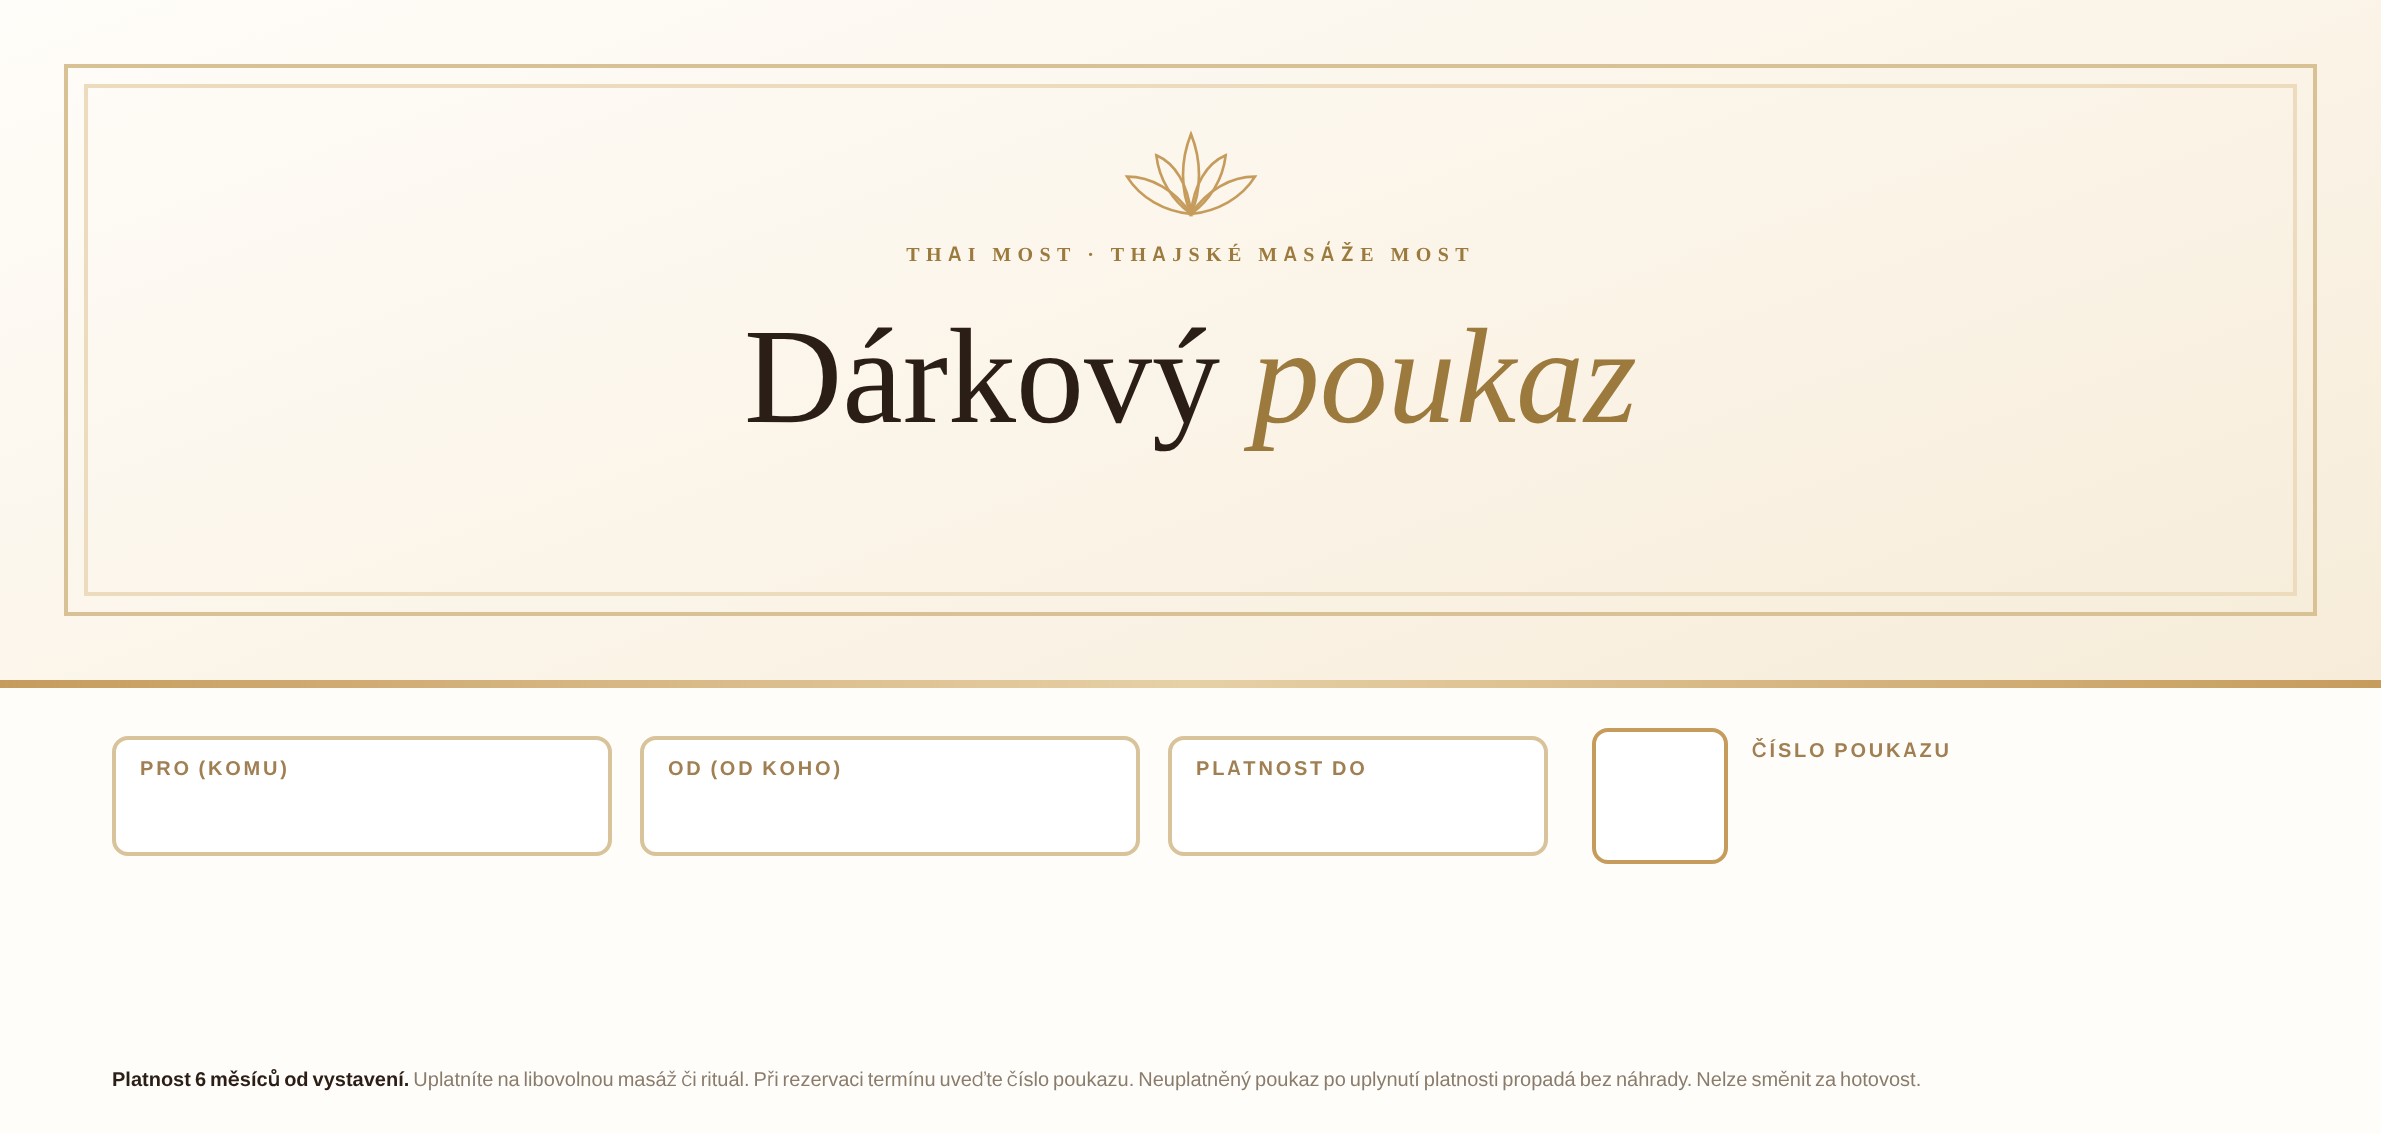 THAI MOST · THAJSKÉ MASÁŽE MOST
Dárkový poukaz
PRO (KOMU)
OD (OD KOHO)
PLATNOST DO
ČÍSLO POUKAZU
Platnost 6 měsíců od vystavení. Uplatníte na libovolnou masáž či rituál. Při rezervaci termínu uveďte číslo poukazu. Neuplatněný poukaz po uplynutí platnosti propadá bez náhrady. Nelze směnit za hotovost.